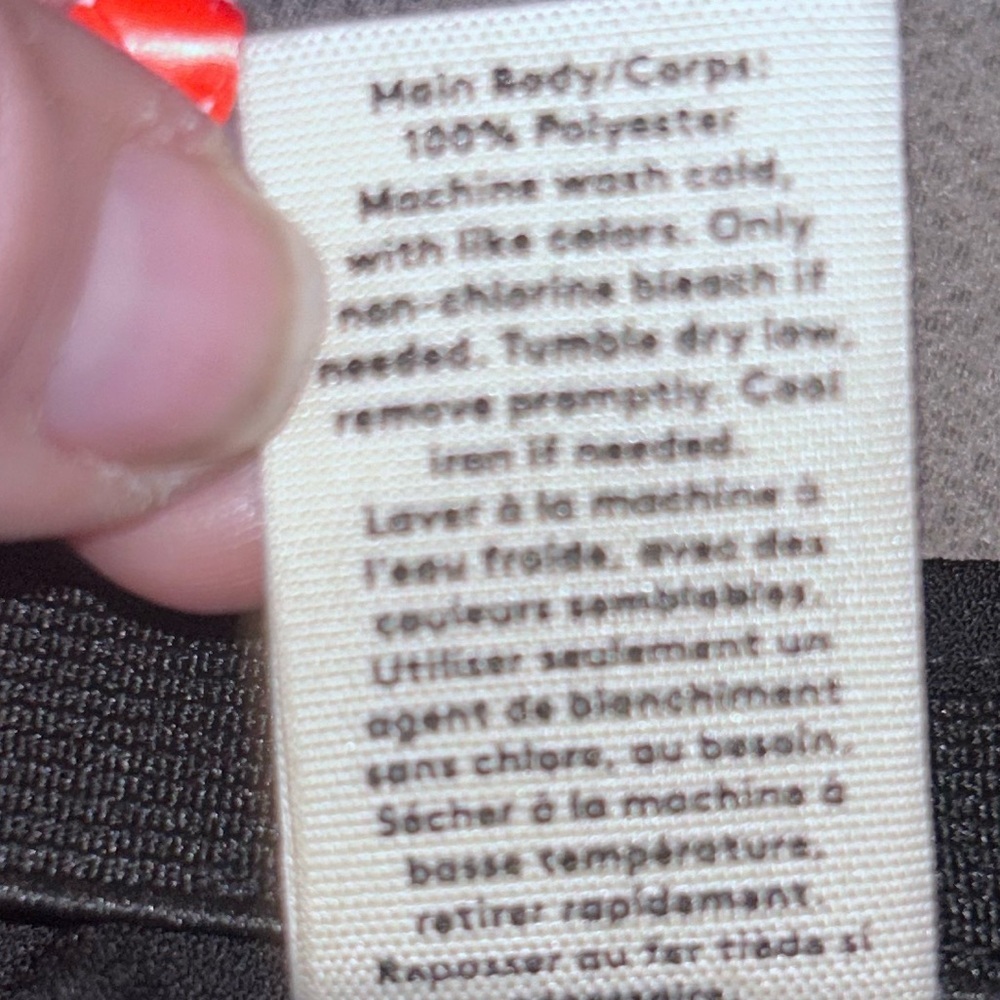 Main Body/Corps:
100% Polyester
Machine wash cold,
with like colors. Only
non-chlorine bleach if
needed. Tumble dry low,
remove promptly. Cool
iron if needed.
Laver à la machine à
l'eau froide, avec des
couleurs semblables.
Utiliser seulement un
agent de blanchiment
sans chlore, au besoin.
Sécher à la machine à
basse température,
retirer rapidement.
Repasser au fer tiède si